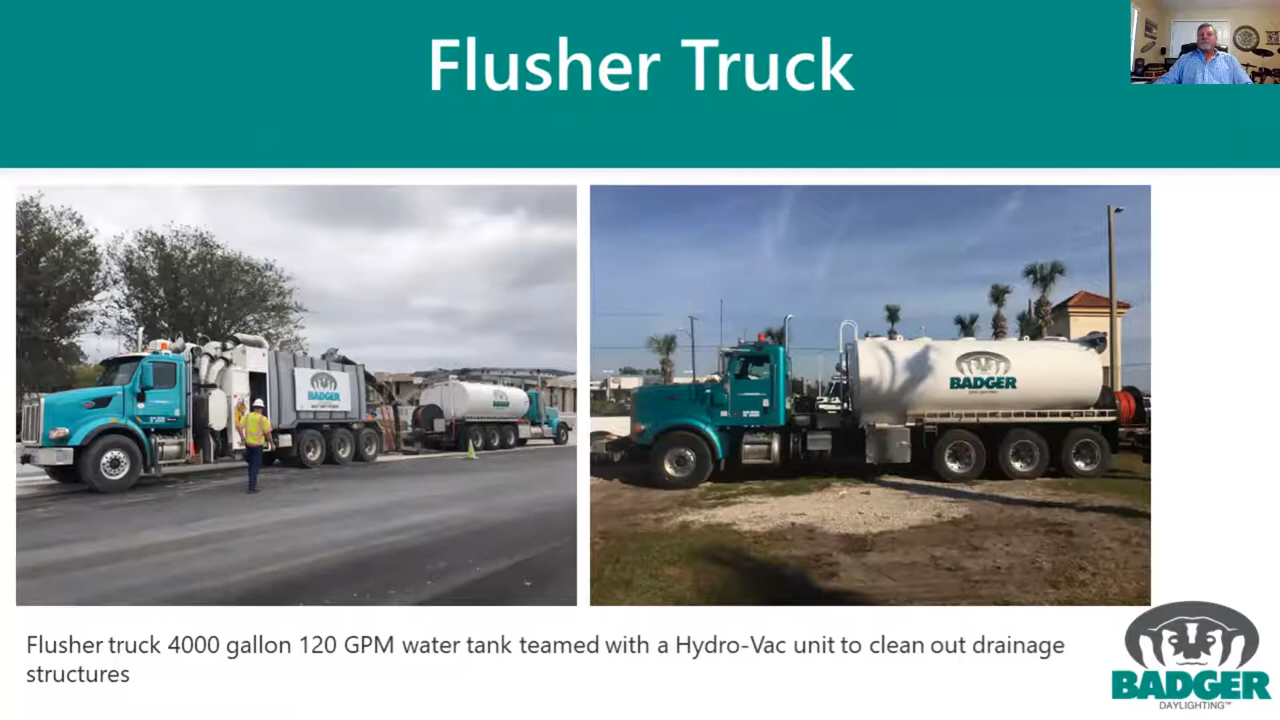 Flusher Truck
BADGER
BADGER
Flusher truck 4000 gallon 120 GPM water tank teamed with a Hydro-Vac unit to clean out drainage
structures
BADGER
DAYLIGHTING™